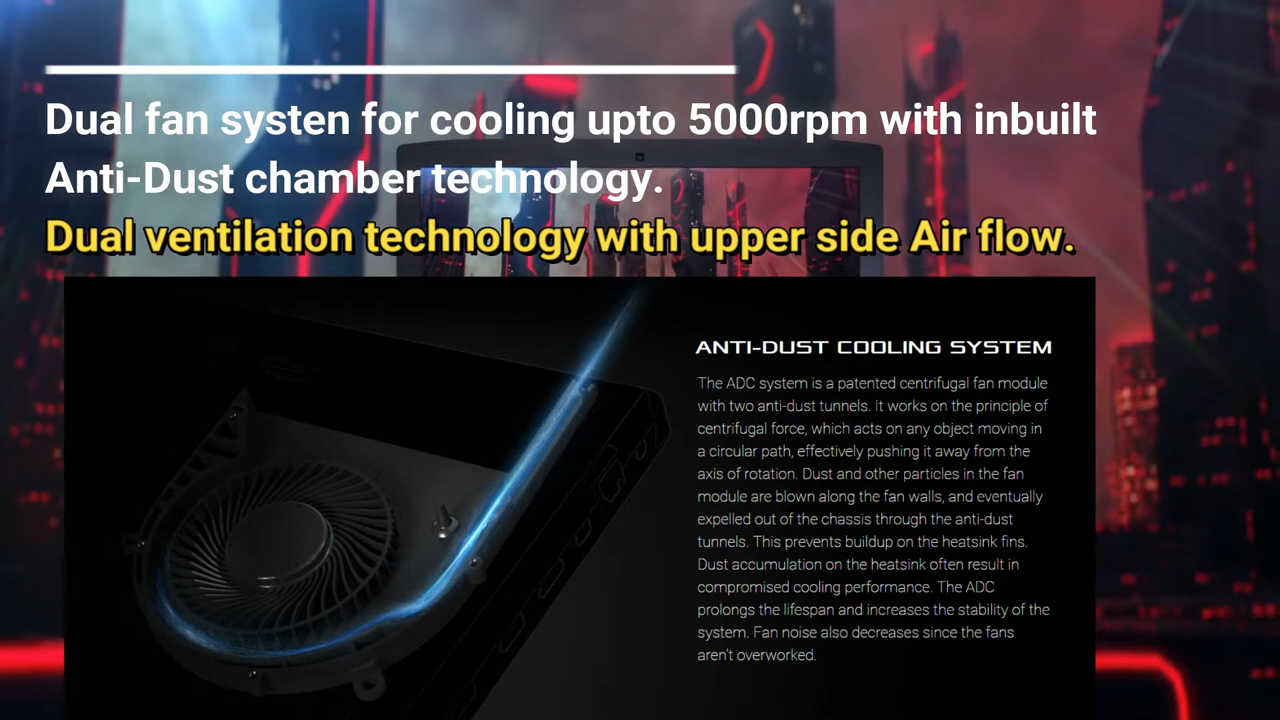 Dual fan systen for cooling upto 5000rpm with inbuilt
Anti-Dust chamber technology.
Dual ventilation technology with upper side Air flow.
ANTI-DUST COOLING SYSTEM
The ADC system is a patented centrifugal fan module
with two anti-dust tunnels. It works on the principle of
centrifugal force, which acts on any object moving in
a circular path, effectively pushing it away from the
axis of rotation. Dust and other particles in the fan
module are blown along the fan walls, and eventually
expelled out of the chassis through the anti-dust
tunnels. This prevents buildup on the heatsink fins.
Dust accumulation on the heatsink often result in
compromised cooling performance. The ADC
prolongs the lifespan and increases the stability of the
system. Fan noise also decreases since the fans
aren't overworked.